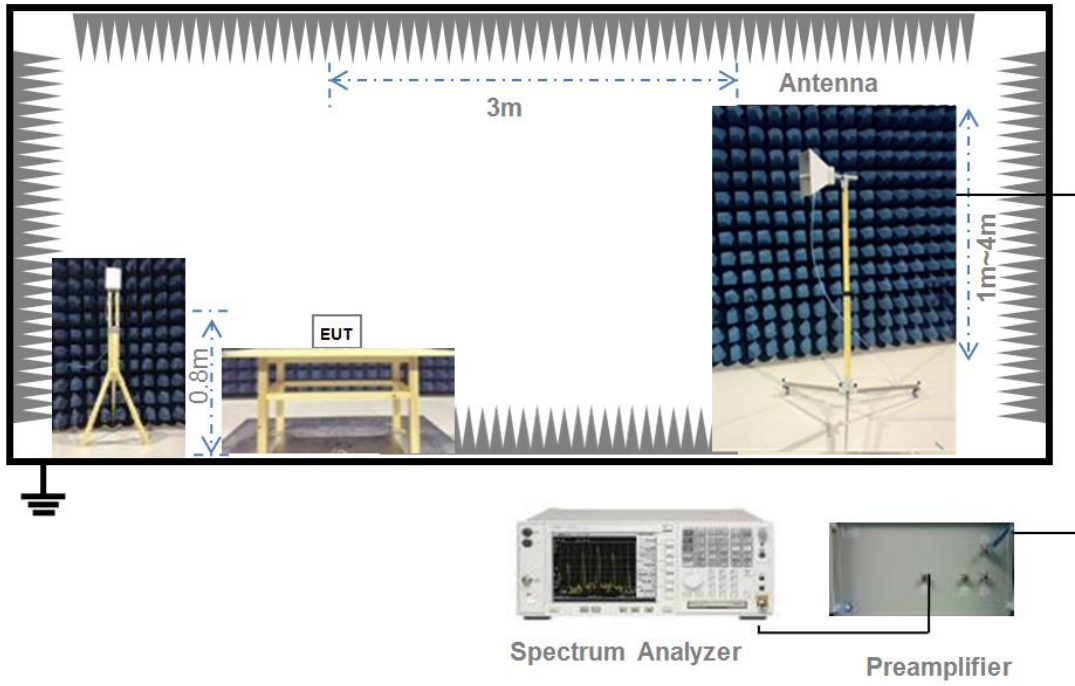 Antenna
3m
1m~4m
EUT
0.8m
Spectrum Analyzer
Preamplifier